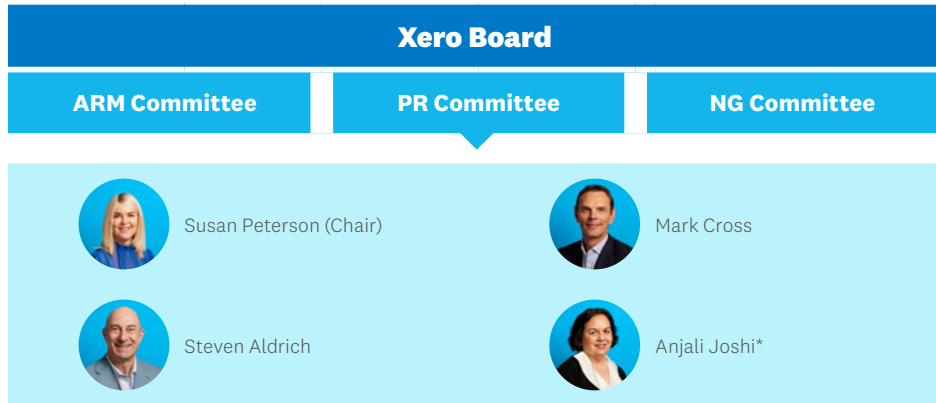 Xero Board
ARM Committee
PR Committee
NG Committee
Susan Peterson (Chair)
Mark Cross
Steven Aldrich
Anjali Joshi*